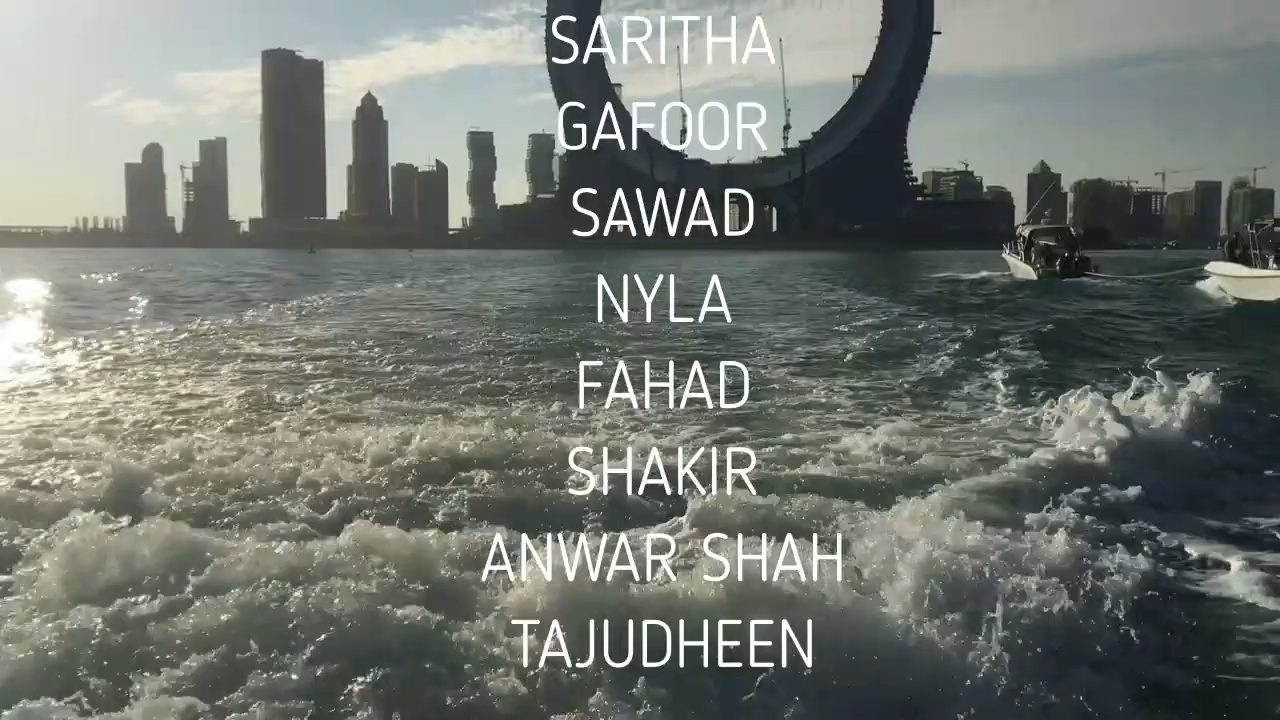 SARITHA
GAFOOR
SAWAD
NYLA
FAHAD
SHAKIR
ANWAR SHAH
TAJUDHEEN